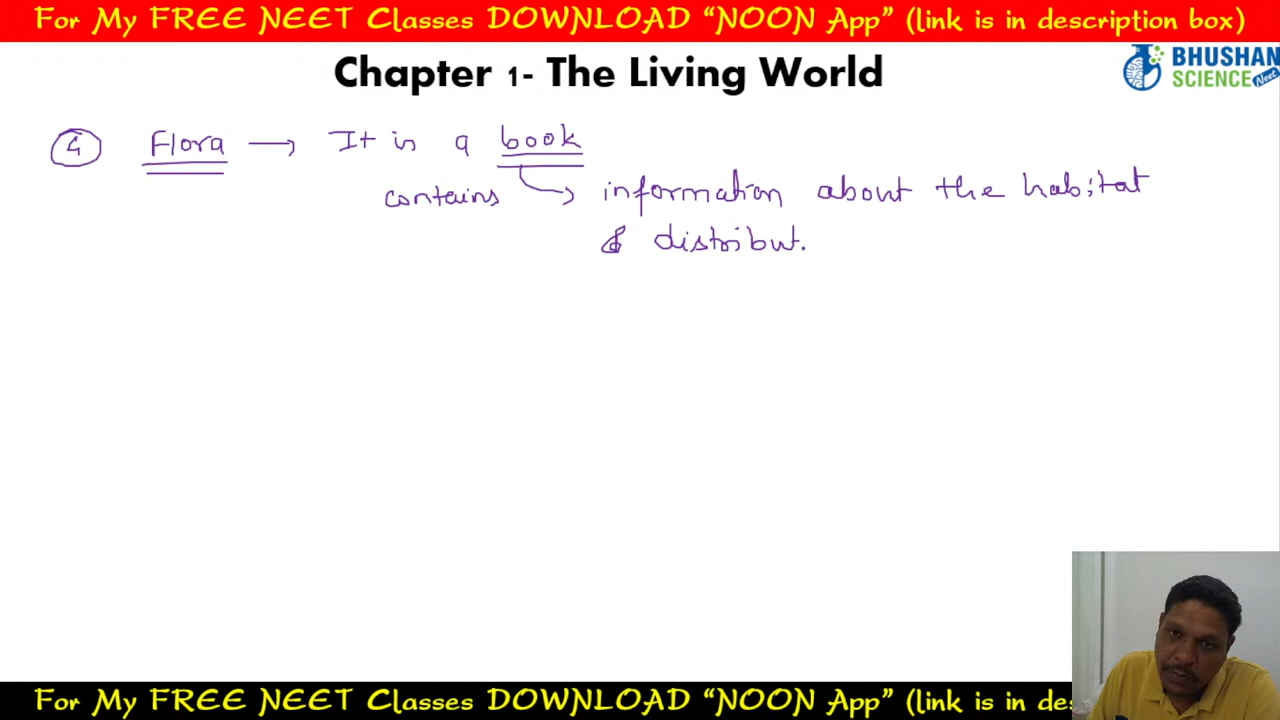 For My FREE NEET Classes DOWNLOAD “NOON App” (link is in description box)
Chapter 1- The Living World
BHUSHAN
SCIENCE Neet
4 Flora → It is a book
contains → information about the habitat
& distribut.
For My FREE NEET Classes DOWNLOAD “NOON App” (link is in des